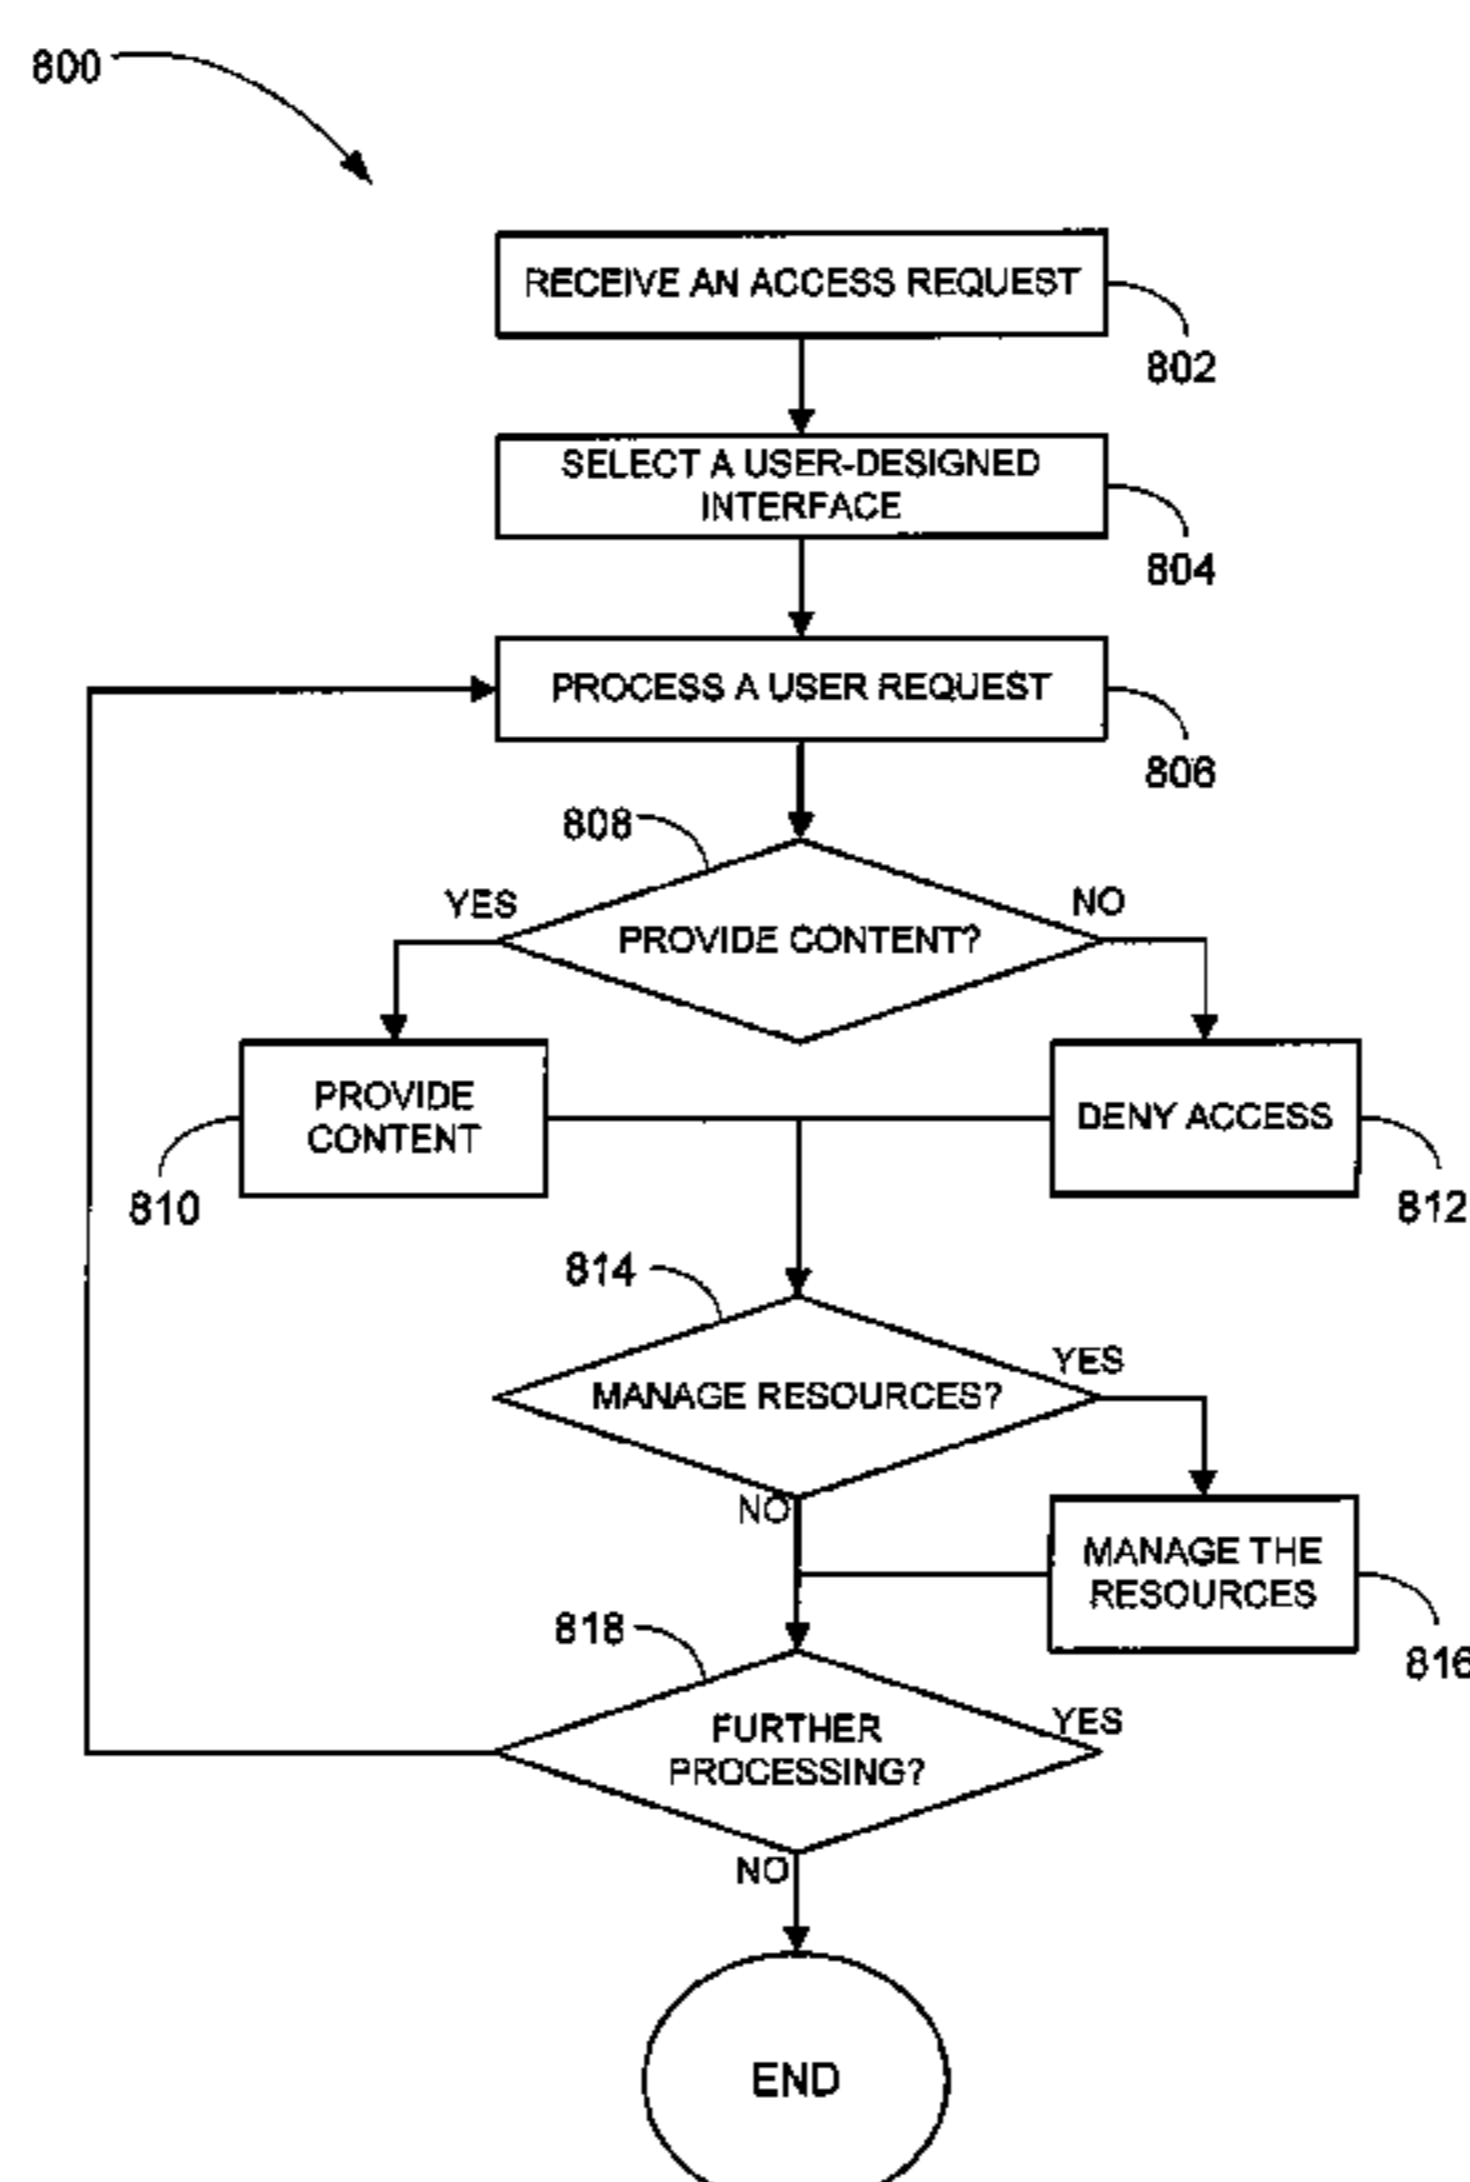 800
RECEIVE AN ACCESS REQUEST
802
SELECT A USER-DESIGNED
INTERFACE
804
PROCESS A USER REQUEST
806
808
YES
NO
PROVIDE CONTENT?
PROVIDE
CONTENT
DENY ACCESS
810
812
814
YES
MANAGE RESOURCES?
NO
MANAGE THE
RESOURCES
816
818
YES
FURTHER
PROCESSING?
NO
END